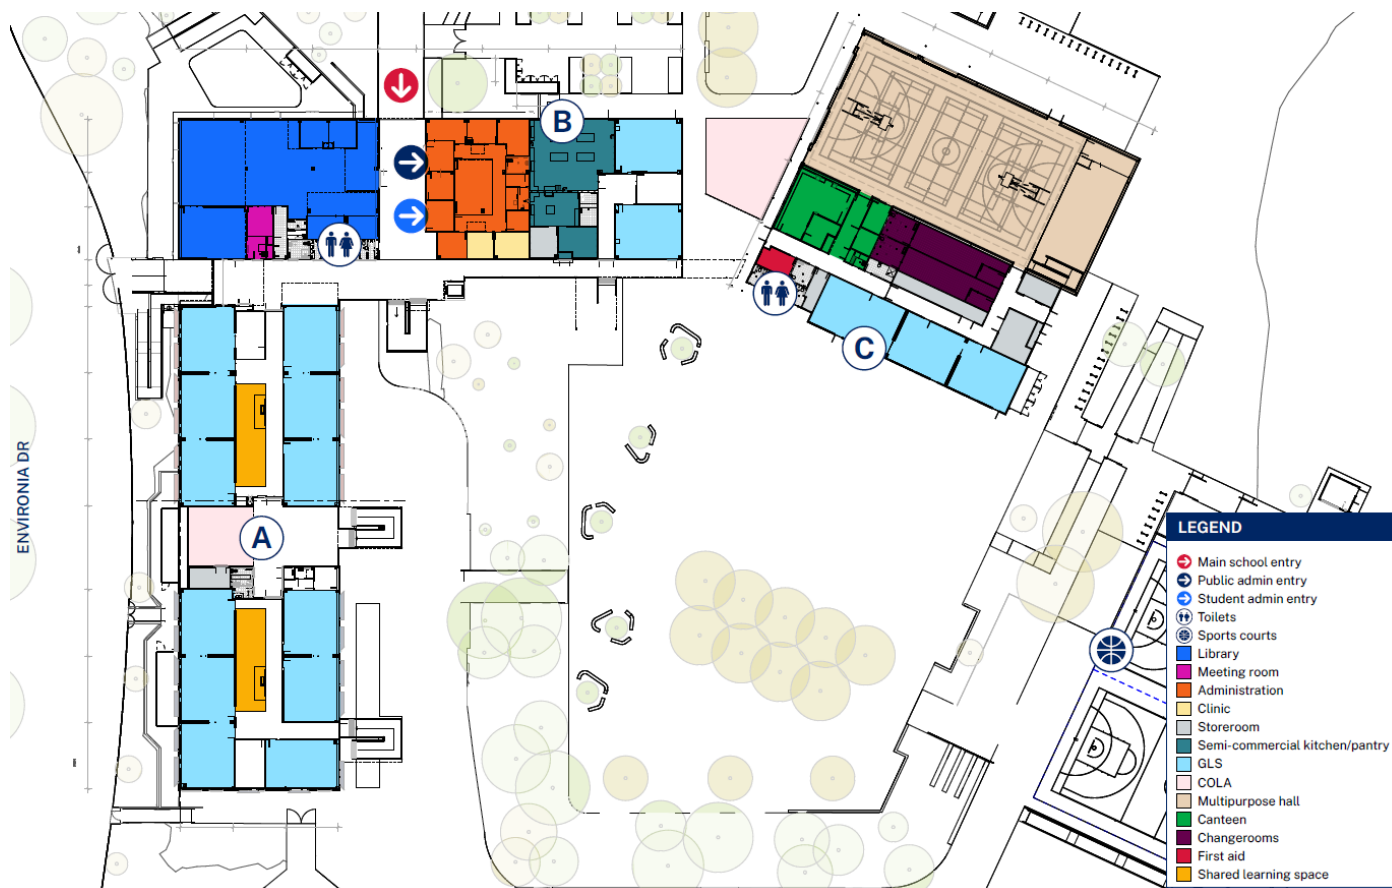 B
C
ENVIRONIA DR
A
LEGEND
Main school entry
Public admin entry
Student admin entry
Toilets
Sports courts
Library
Meeting room
Administration
Clinic
Storeroom
Semi-commercial kitchen/pantry
GLS
COLA
Multipurpose hall
Canteen
Changerooms
First aid
Shared learning space